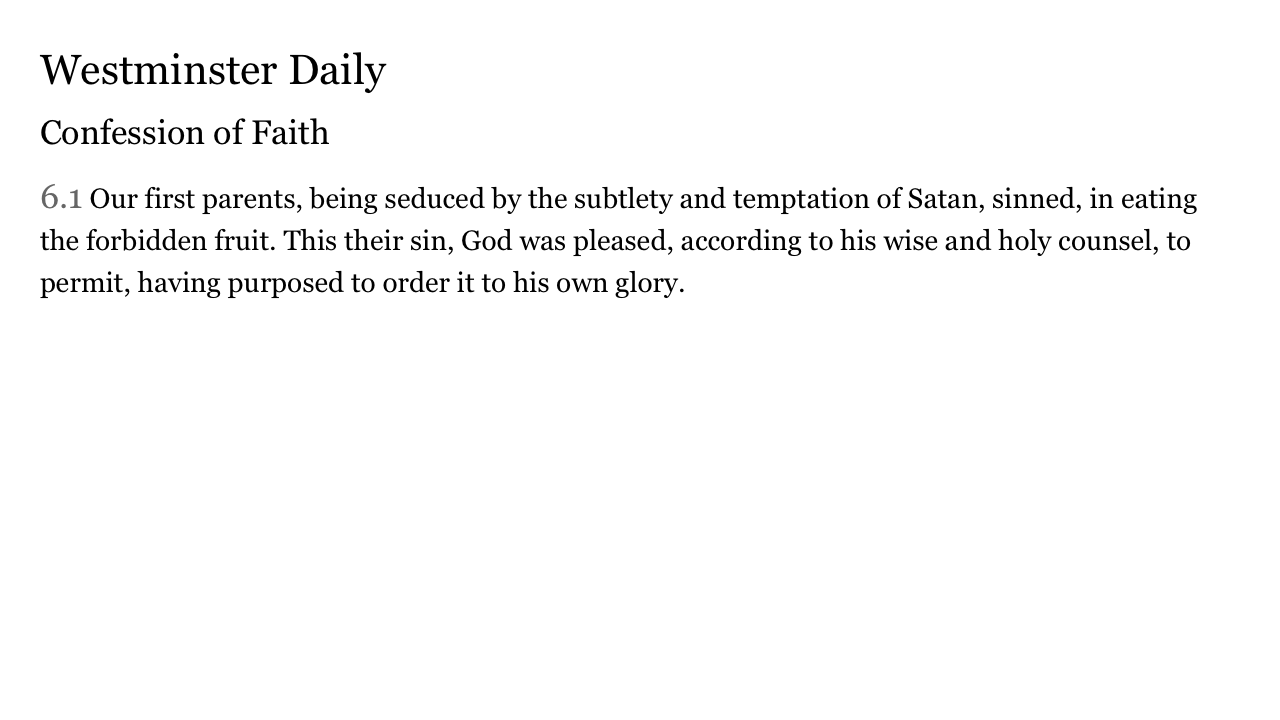 Westminster Daily
Confession of Faith
6.1 Our first parents, being seduced by the subtlety and temptation of Satan, sinned, in eating
the forbidden fruit. This their sin, God was pleased, according to his wise and holy counsel, to
permit, having purposed to order it to his own glory.